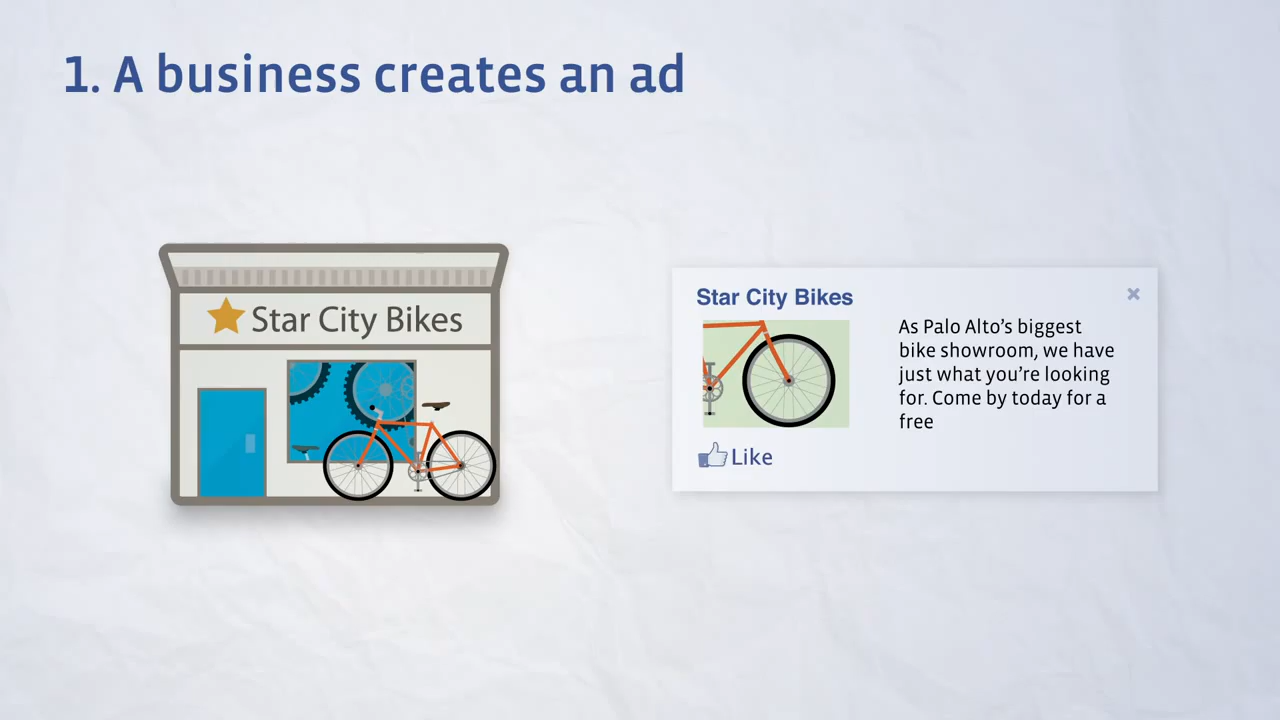 1. A business creates an ad
Star City Bikes
Star City Bikes
As Palo Alto’s biggest
bike showroom, we have
just what you’re looking
for. Come by today for a
free
Like